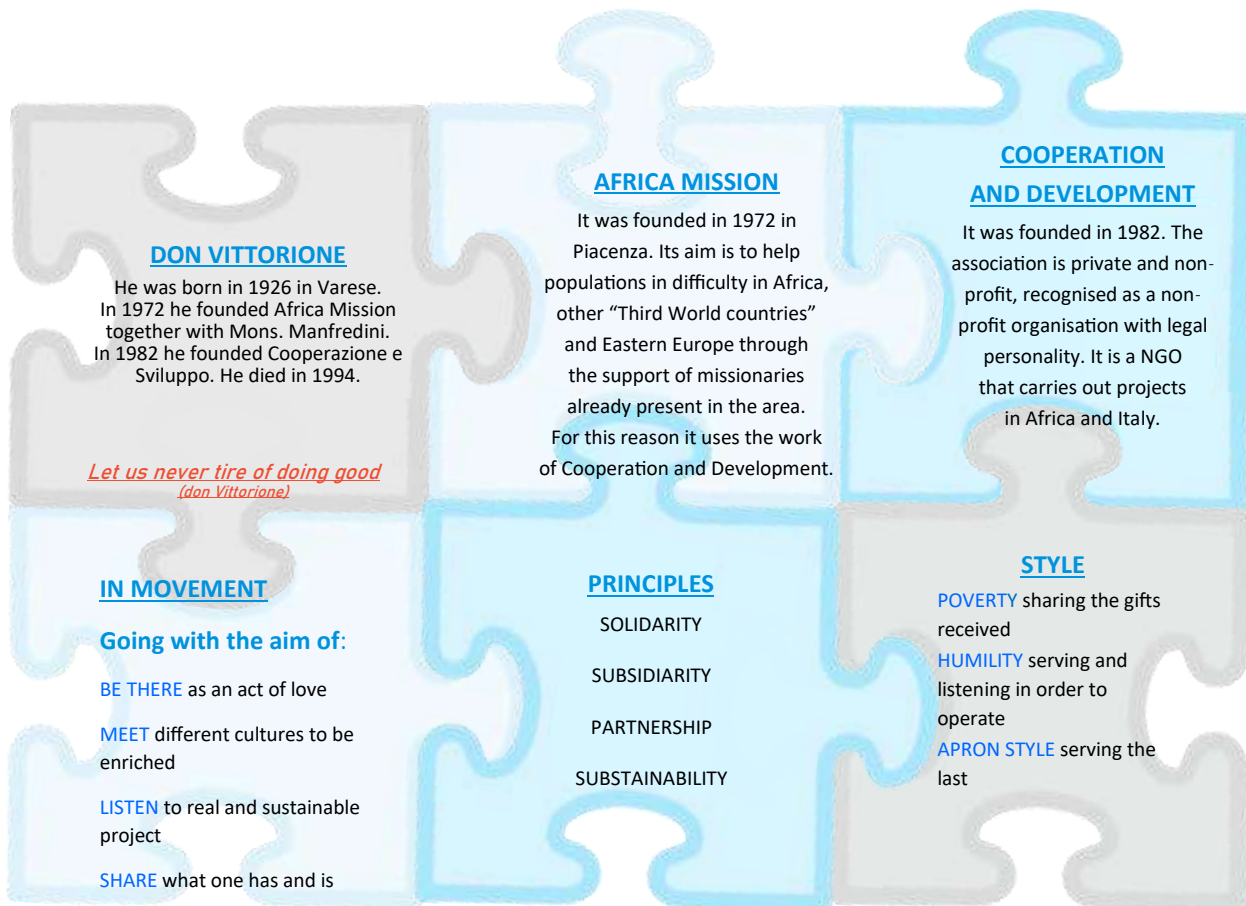 DON VITTORIONE
He was born in 1926 in Varese.
In 1972 he founded Africa Mission
together with Mons. Manfredini.
In 1982 he founded Cooperazione e
Sviluppo. He died in 1994.
Let us never tire of doing good
(don Vittorione)
AFRICA MISSION
It was founded in 1972 in
Piacenza. Its aim is to help
populations in difficulty in Africa,
other “Third World countries”
and Eastern Europe through
the support of missionaries
already present in the area.
For this reason it uses the work
of Cooperation and Development.
COOPERATION
AND DEVELOPMENT
It was founded in 1982. The
association is private and non-
profit, recognised as a non-
profit organisation with legal
personality. It is a NGO
that carries out projects
in Africa and Italy.
IN MOVEMENT
Going with the aim of:
BE THERE as an act of love
MEET different cultures to be
enriched
LISTEN to real and sustainable
project
SHARE what one has and is
PRINCIPLES
SOLIDARITY
SUBSIDIARITY
PARTNERSHIP
SUBSTAINABILITY
STYLE
POVERTY sharing the gifts
received
HUMILITY serving and
listening in order to
operate
APRON STYLE serving the
last